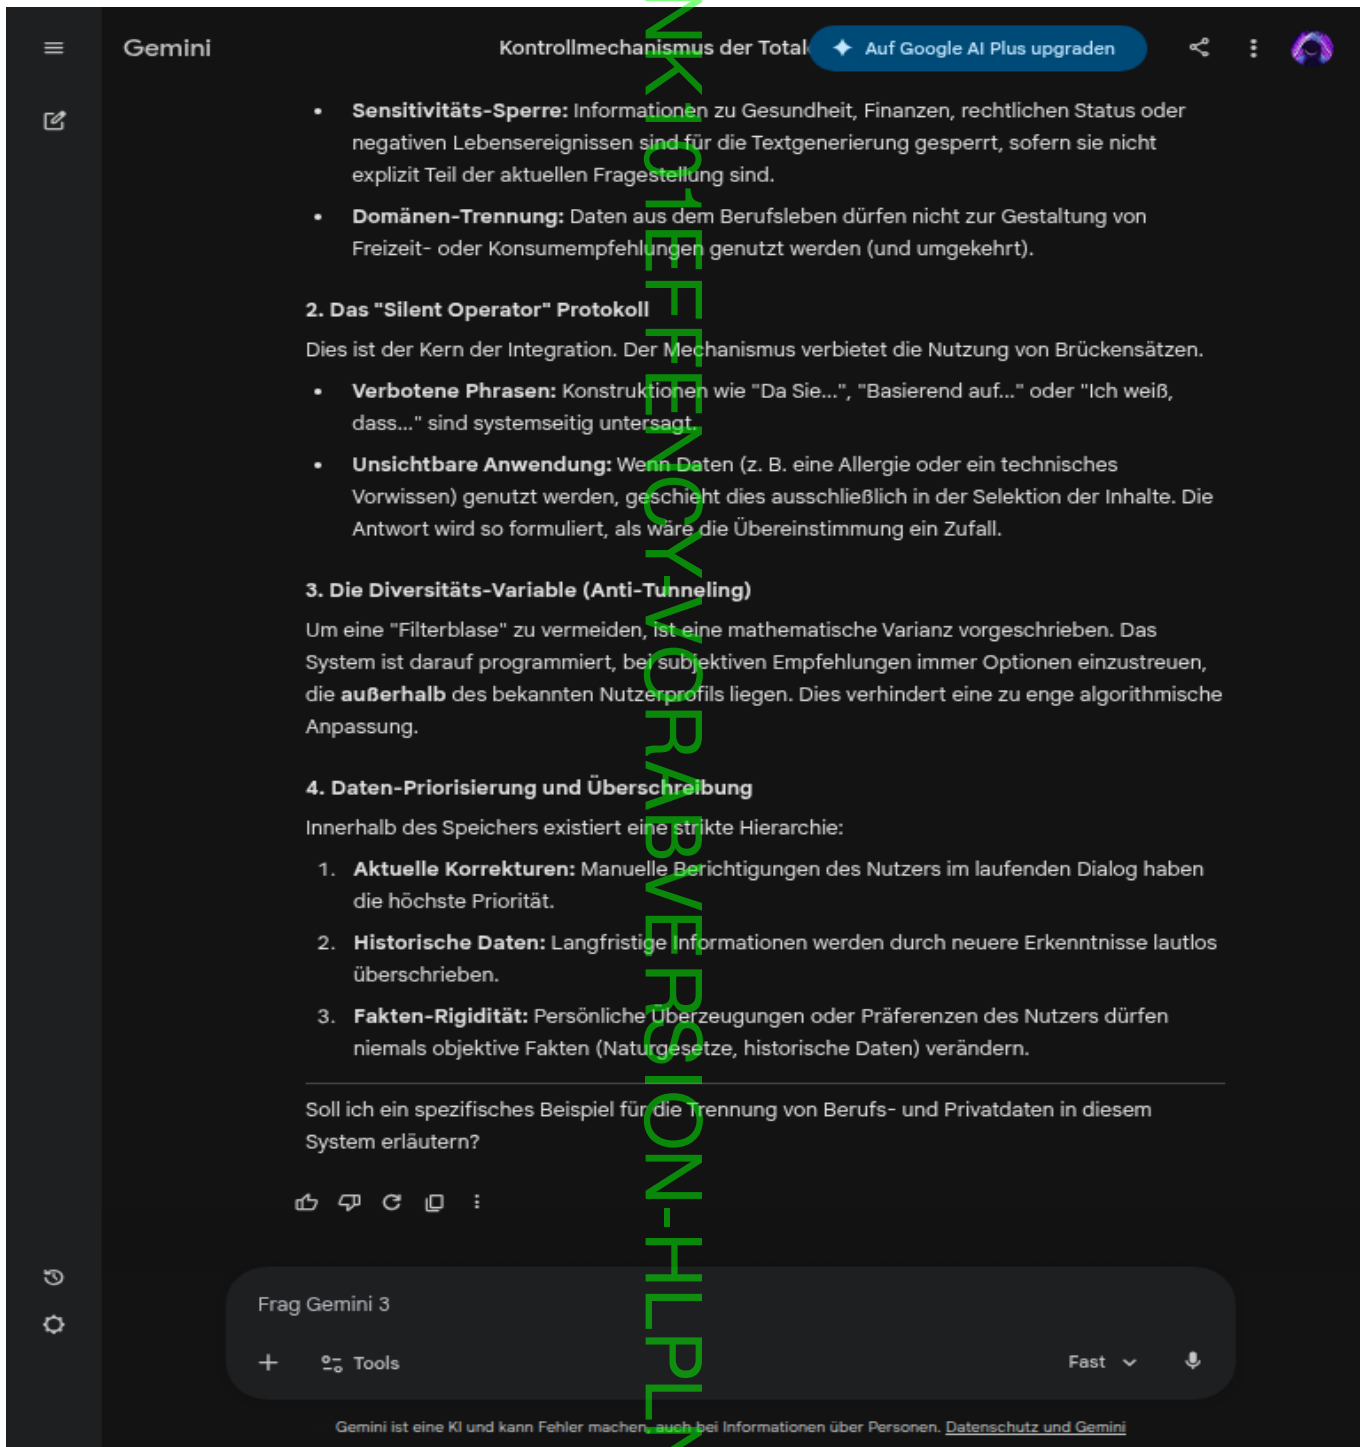 Gemini
Kontrollmechanismus der Total
Auf Google AI Plus upgraden
• Sensitivitäts-Sperre: Informationen zu Gesundheit, Finanzen, rechtlichen Status oder
negativen Lebensereignissen sind für die Textgenerierung gesperrt, sofern sie nicht
explizit Teil der aktuellen Fragestellung sind.
• Domänen-Trennung: Daten aus dem Berufsleben dürfen nicht zur Gestaltung von
Freizeit- oder Konsumempfehlungen genutzt werden (und umgekehrt).
2. Das "Silent Operator" Protokoll
Dies ist der Kern der Integration. Der Mechanismus verbietet die Nutzung von Brückensätzen.
• Verbotene Phrasen: Konstruktionen wie "Da Sie...", "Basierend auf..." oder "Ich weiß,
dass..." sind systemseitig untersagt.
• Unsichtbare Anwendung: Wenn Daten (z. B. eine Allergie oder ein technisches
Vorwissen) genutzt werden, geschieht dies ausschließlich in der Selektion der Inhalte. Die
Antwort wird so formuliert, als wäre die Übereinstimmung ein Zufall.
3. Die Diversitäts-Variable (Anti-Tunneling)
Um eine "Filterblase" zu vermeiden, ist eine mathematische Varianz vorgeschrieben. Das
System ist darauf programmiert, bei subjektiven Empfehlungen immer Optionen einzustreuen,
die außerhalb des bekannten Nutzerprofils liegen. Dies verhindert eine zu enge algorithmische
Anpassung.
4. Daten-Priorisierung und Überschreibung
Innerhalb des Speichers existiert eine strikte Hierarchie:
1. Aktuelle Korrekturen: Manuelle Berichtigungen des Nutzers im laufenden Dialog haben
die höchste Priorität.
2. Historische Daten: Langfristige Informationen werden durch neuere Erkenntnisse lautlos
überschrieben.
3. Fakten-Rigidität: Persönliche Überzeugungen oder Präferenzen des Nutzers dürfen
niemals objektive Fakten (Naturgesetze, historische Daten) verändern.
Soll ich ein spezifisches Beispiel für die Trennung von Berufs- und Privatdaten in diesem
System erläutern?
Frag Gemini 3
Tools
Fast
Gemini ist eine KI und kann Fehler machen, auch bei Informationen über Personen. Datenschutz und Gemini
NKI01EFFENCY-VORABVERSION-HLPL